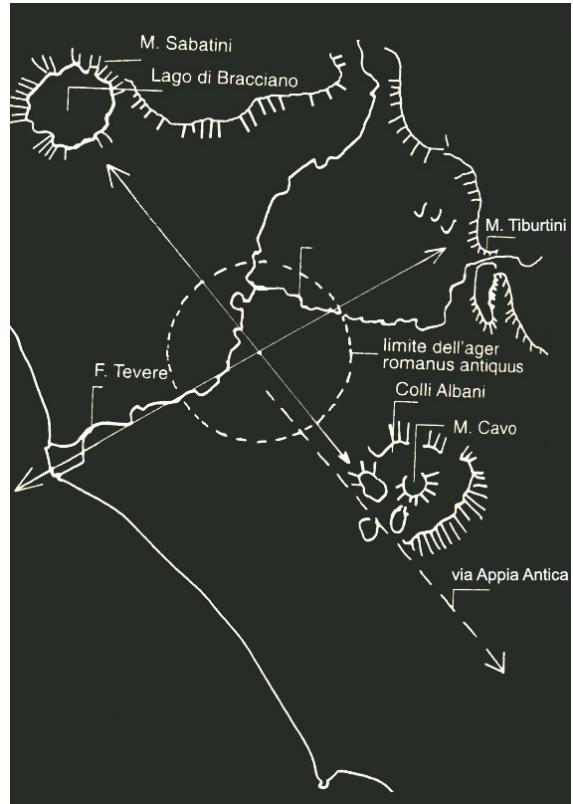 M. Sabatini
Lago di Bracciano
M. Tiburtini
limite dell'ager
romanus antiquus
F. Tevere
Colli Albani
M. Cavo
via Appia Antica